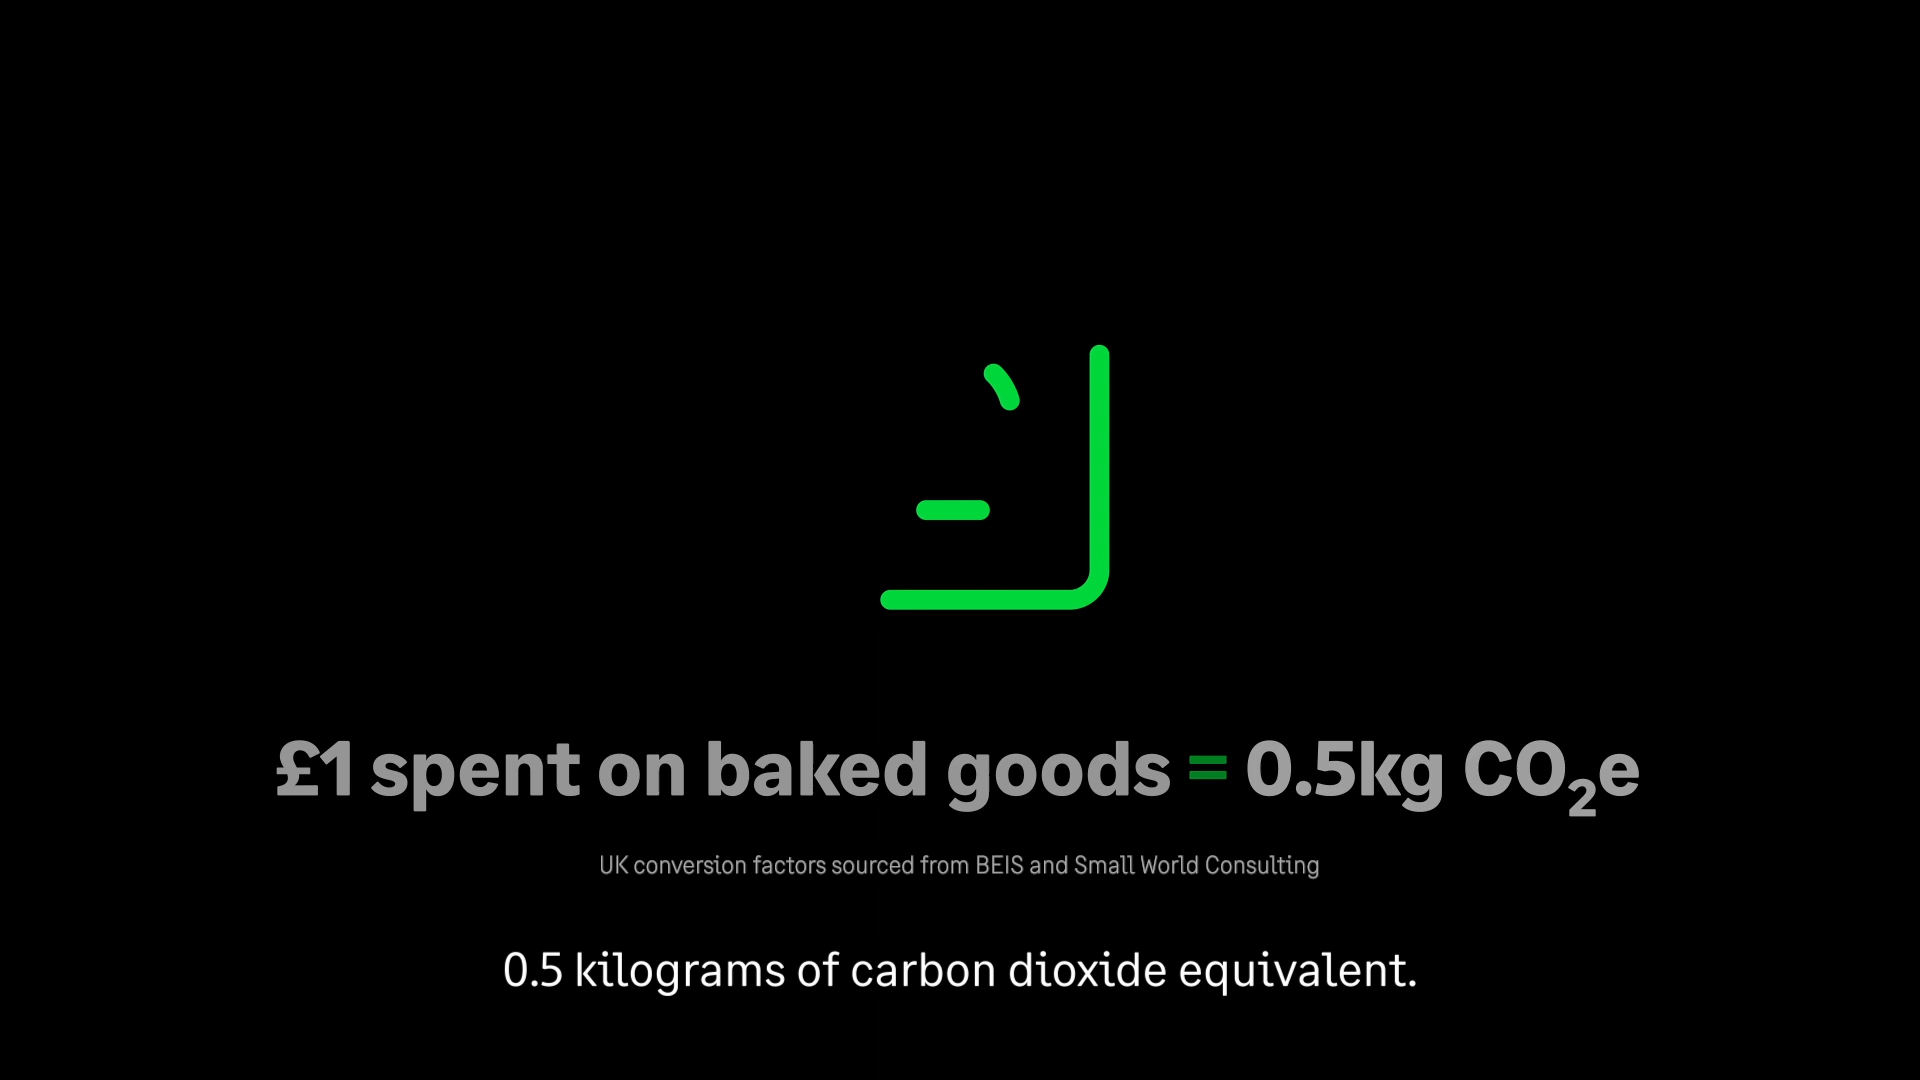 £1 spent on baked goods = 0.5kg CO₂e
UK conversion factors sourced from BEIS and Small World Consulting
0.5 kilograms of carbon dioxide equivalent.